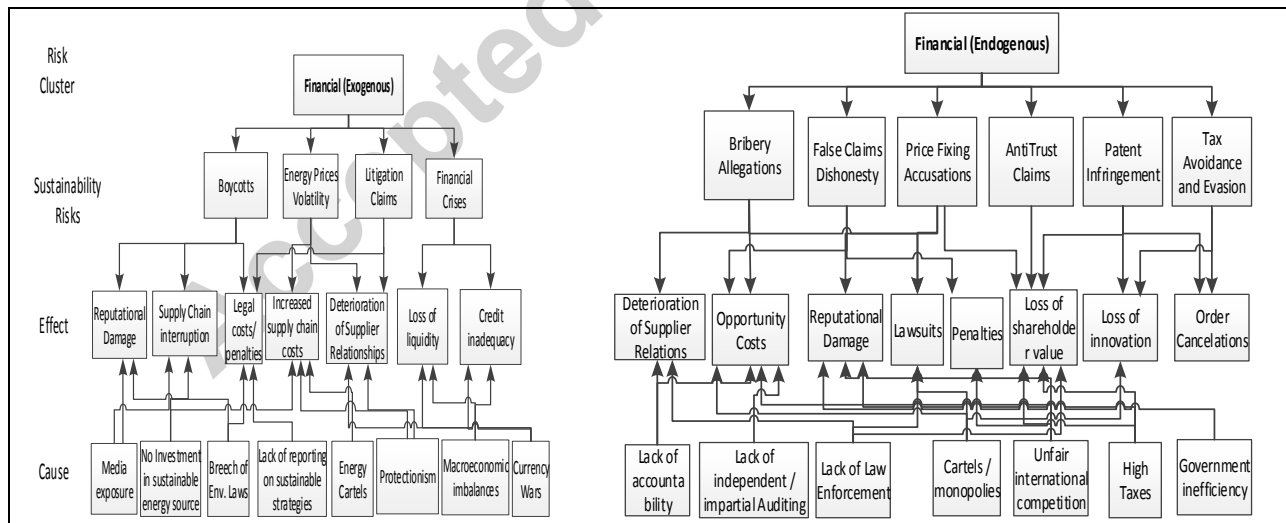 Accepted
Risk
Cluster
Financial (Exogenous)
Sustainability
Risks
Boycotts
Energy Prices
Volatility
Litigation
Claims
Financial
Crises
Effect
Reputational
Damage
Supply Chain
interruption
Legal
costs/
penalties
Increased
supply chain
costs
Deterioration
of Supplier
Relationships
Loss of
liquidity
Credit
inadequacy
Cause
Media
exposure
No Investment
in sustainable
energy source
Breech of
Env. Laws
Lack of reporting
on sustainable
strategies
Energy
Cartels
Protectionism
Macroeconomic
imbalances
Currency
Wars
Financial (Endogenous)
Bribery
Allegations
False Claims
Dishonesty
Price Fixing
Accusations
AntiTrust
Claims
Patent
Infringement
Tax
Avoidance
and Evasion
Deterioration
of Supplier
Relations
Opportunity
Costs
Reputational
Damage
Lawsuits
Penalties
Loss of
shareholde
r value
Loss of
innovation
Order
Cancelations
Lack of
accounta
bility
Lack of
independent /
impartial Auditing
Lack of Law
Enforcement
Cartels /
monopolies
Unfair
international
competition
High
Taxes
Government
inefficiency